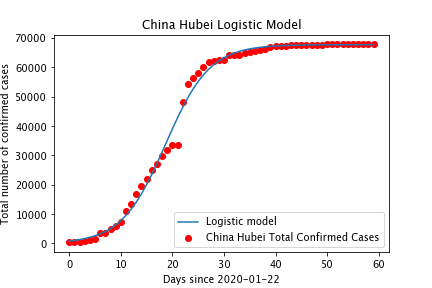 China Hubei Logistic Model
Total number of confirmed cases
70000
60000
50000
40000
30000
20000
10000
0
Logistic model
China Hubei Total Confirmed Cases
0 10 20 30 40 50 60
Days since 2020-01-22